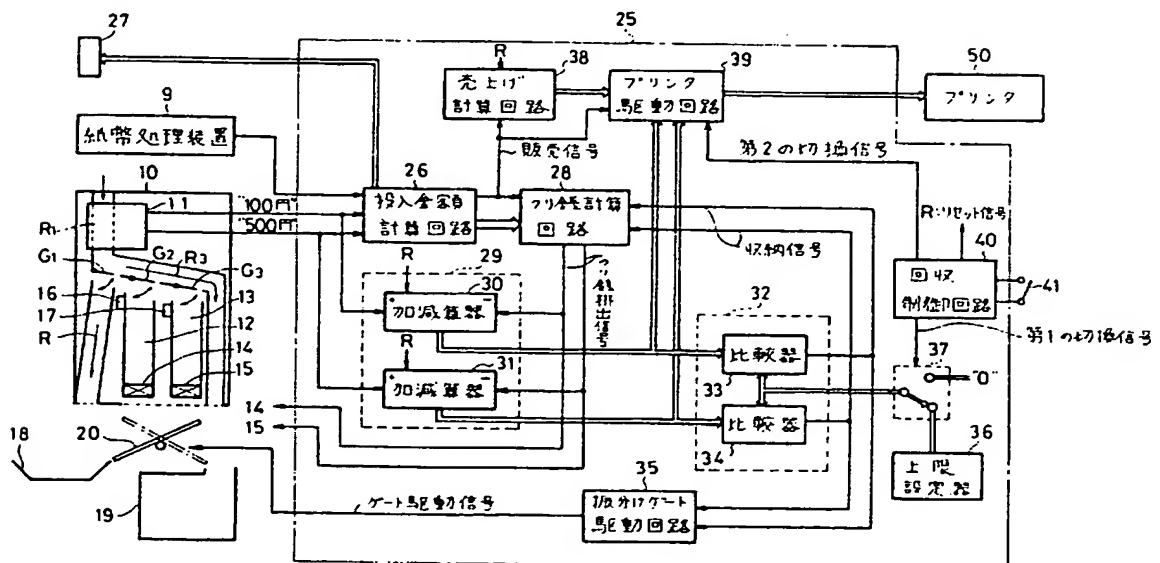 27
25
R
38
売上げ
計算回路
39
プリンタ
駆動回路
50
プリンタ
9
紙幣処理装置
販売信号
第2の切換信号
10
11
"100円"
"500円"
26
投入金額
計算回路
28
フリ銭計算
回路
収納信号
R:リセット信号
40
回収
制御回路
41
R1
G1
G2
R3
G3
16
17
13
12
R
14
15
29
R
30
+
−
加減算器
R
31
+
−
加減算器
フリ銭排出信号
32
比較器
33
比較器
34
第1の切換信号
37
"0"
36
上限
設定器
14
15
18
20
19
ゲート駆動信号
35
振分けゲート
駆動回路